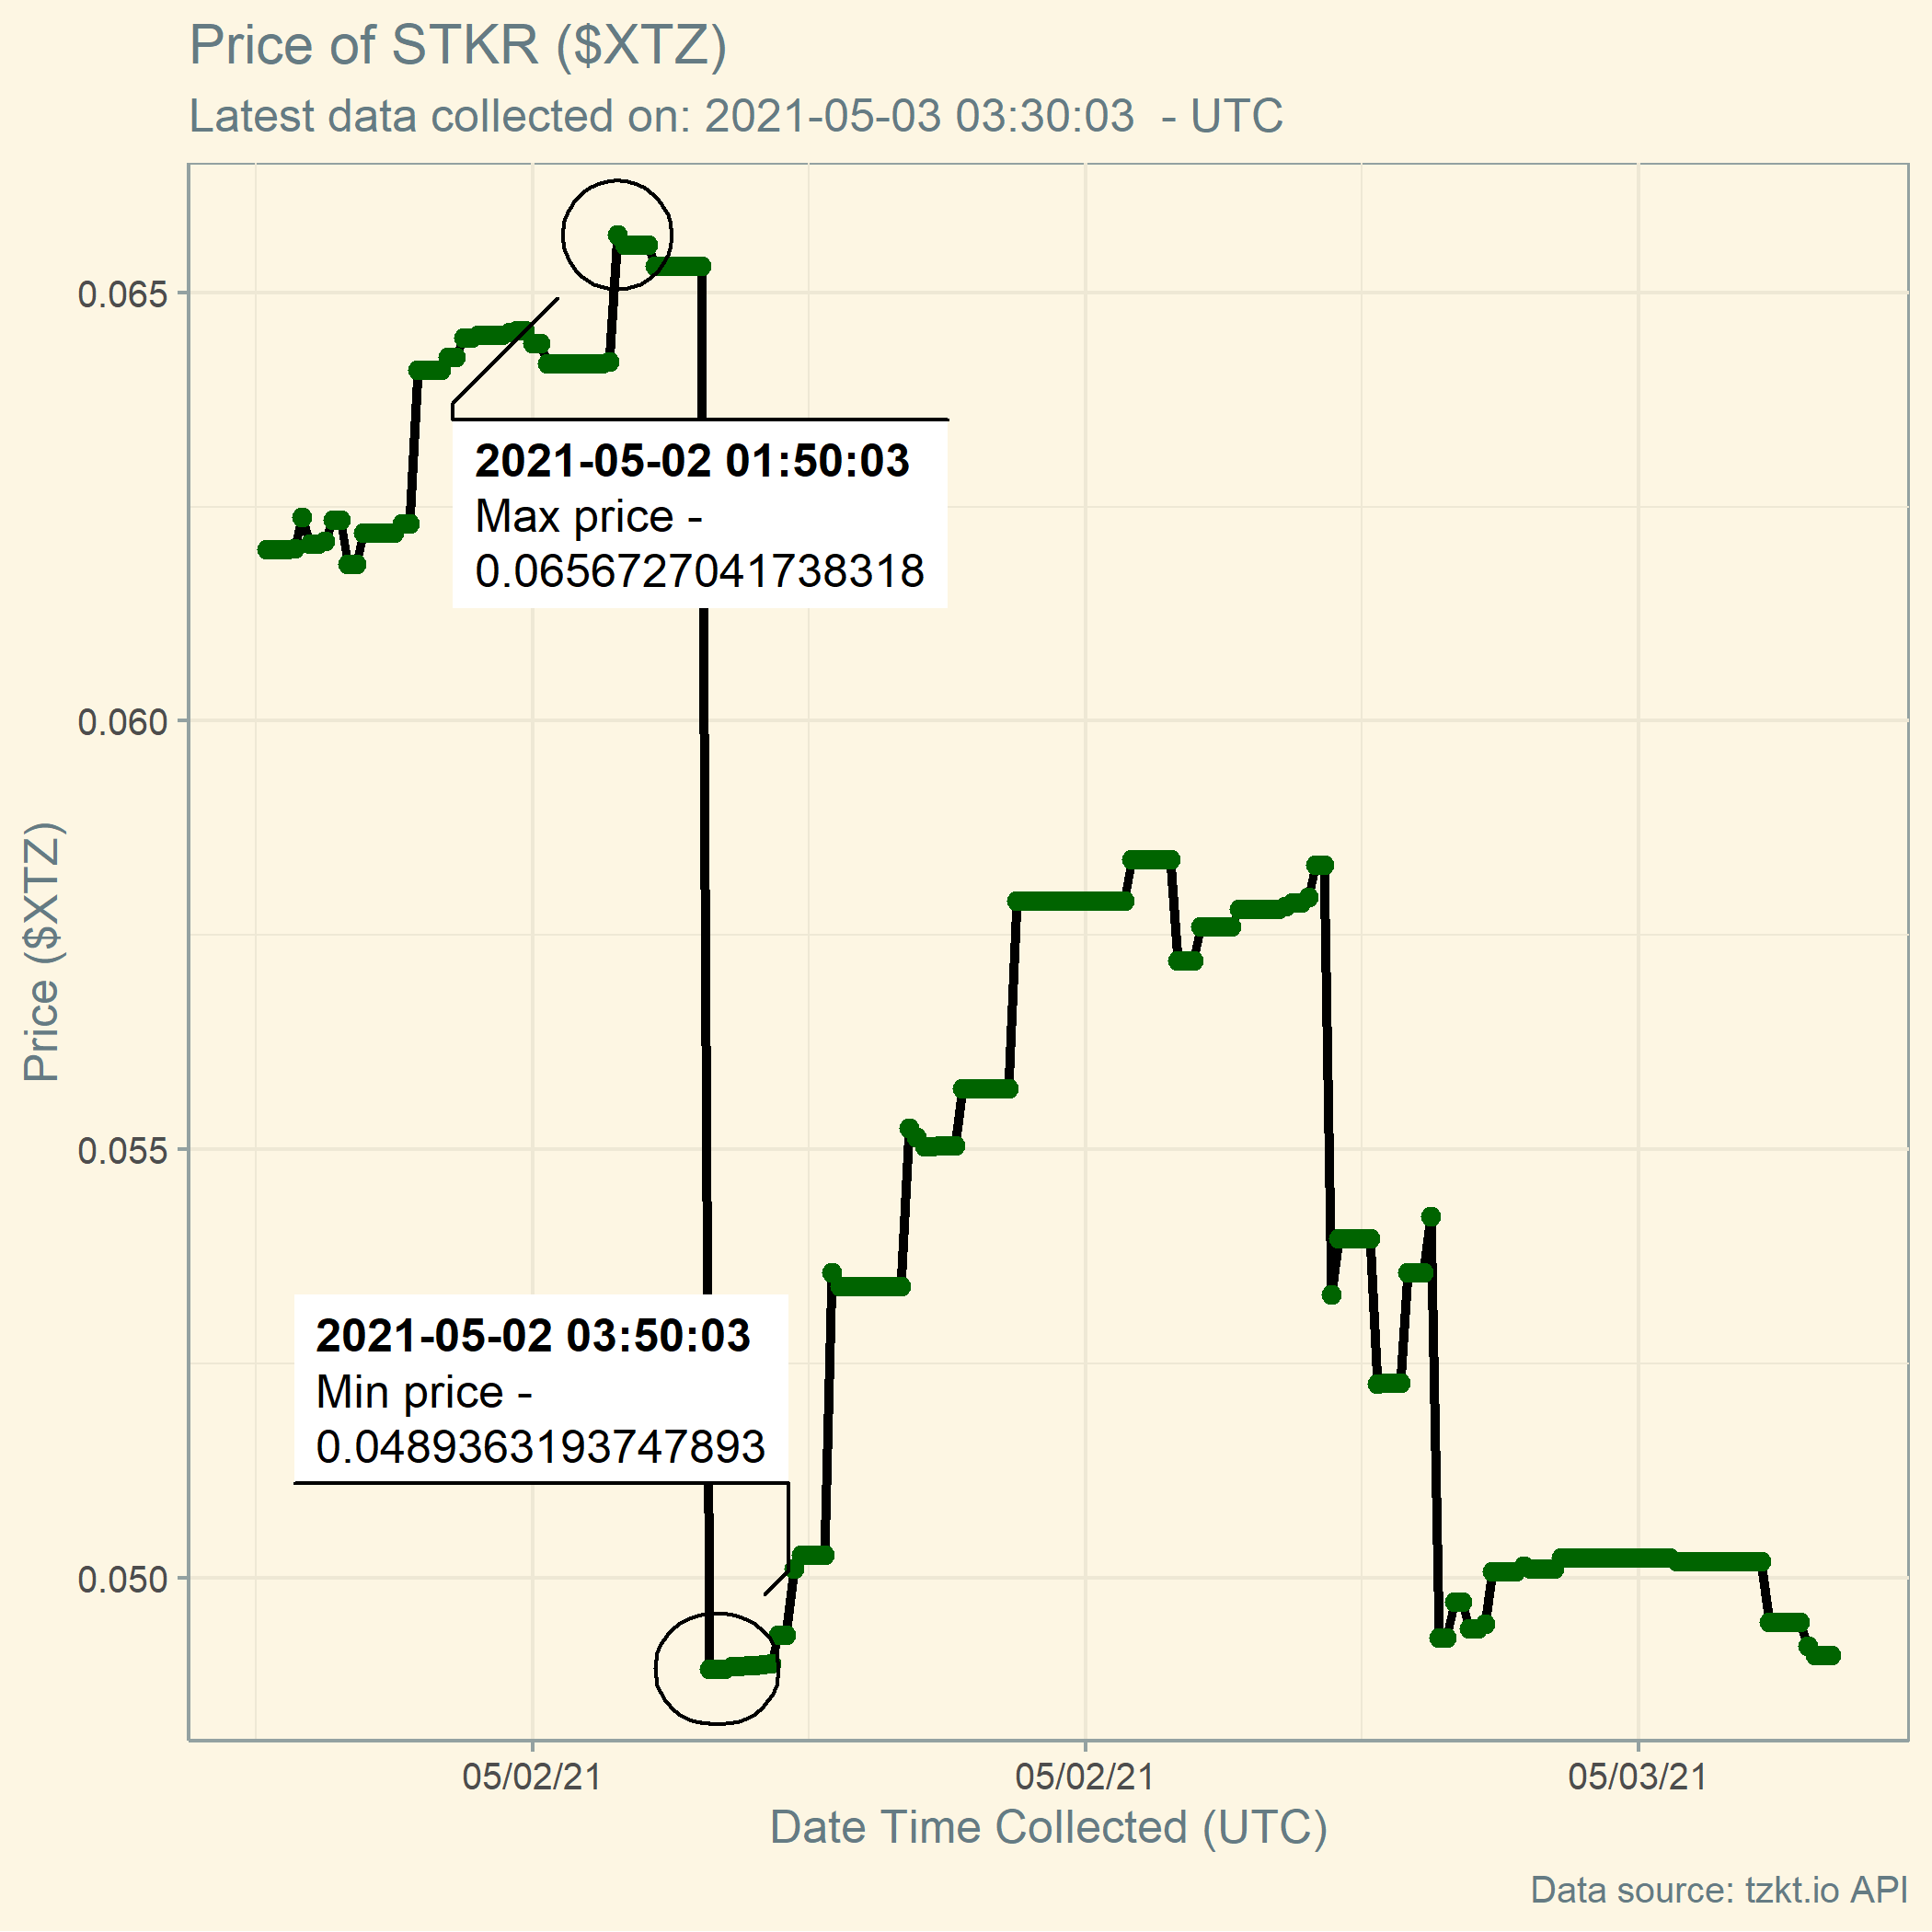 Price of STKR ($XTZ)
Latest data collected on: 2021-05-03 03:30:03  - UTC
0.065
0.060
0.055
0.050
Price ($XTZ)
2021-05-02 01:50:03
Max price -
0.0656727041738318
2021-05-02 03:50:03
Min price -
0.0489363193747893
05/02/21
05/02/21
05/03/21
Date Time Collected (UTC)
Data source: tzkt.io API